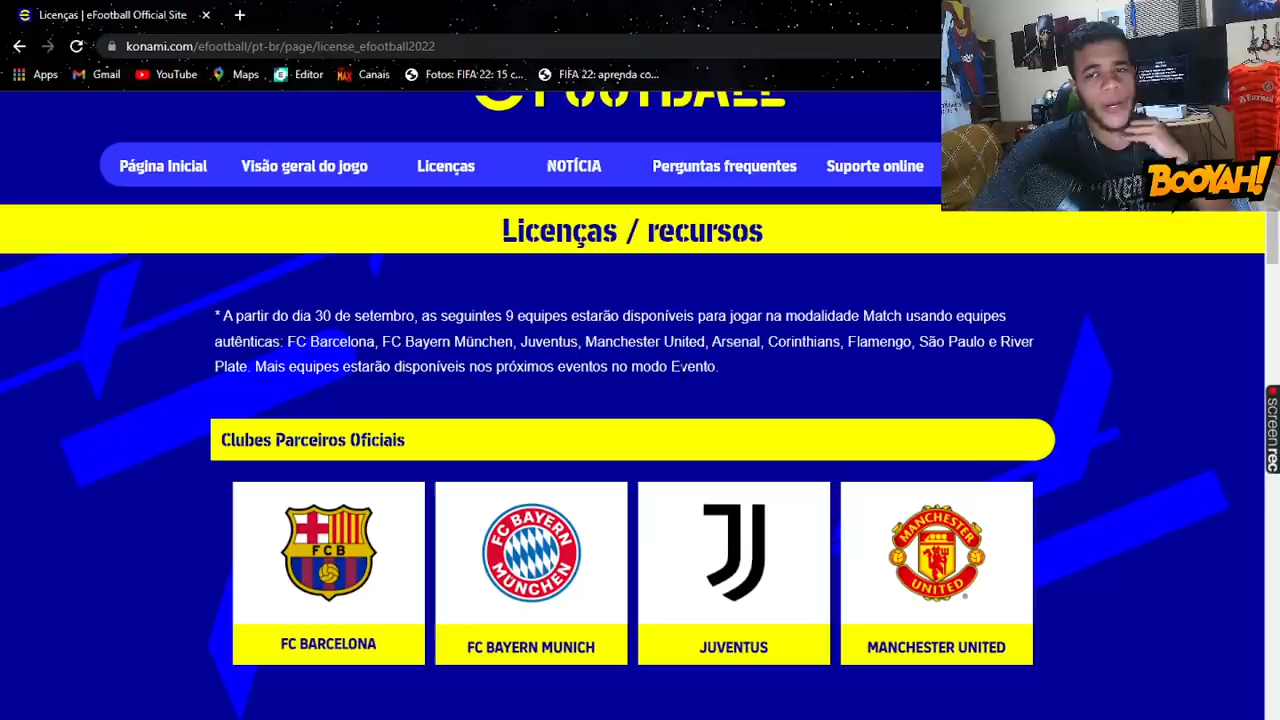 Licenças | eFootball Official Site
konami.com/efootball/pt-br/page/license_efootball2022
Apps Gmail YouTube Maps Editor MAX Canais Fotos: FIFA 22: 15 c... FIFA 22: aprenda co...
FOOTBALL
Página Inicial Visão geral do jogo Licenças NOTÍCIA Perguntas frequentes Suporte online
BOOYAH!
Licenças / recursos
* A partir do dia 30 de setembro, as seguintes 9 equipes estarão disponíveis para jogar na modalidade Match usando equipes
autênticas: FC Barcelona, FC Bayern München, Juventus, Manchester United, Arsenal, Corinthians, Flamengo, São Paulo e River
Plate. Mais equipes estarão disponíveis nos próximos eventos no modo Evento.
Clubes Parceiros Oficiais
FCB
FC BAYERN
MÜNCHEN
MANCHESTER
UNITED
FC BARCELONA
FC BAYERN MUNICH
JUVENTUS
MANCHESTER UNITED
screenrec